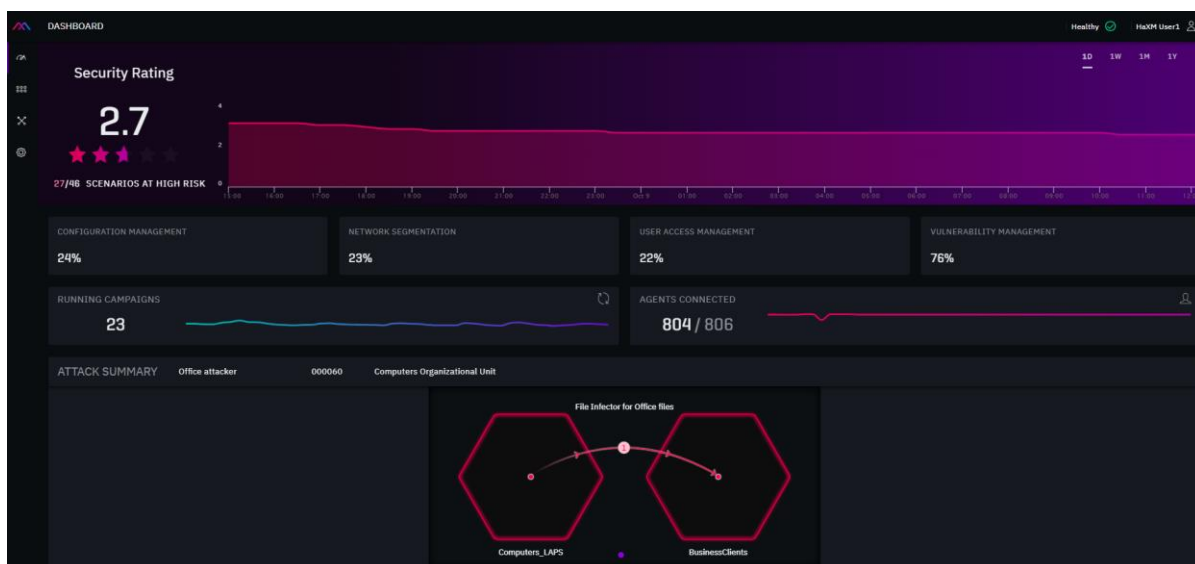 DASHBOARD
Healthy
HaXM User1
Security Rating
1D 1W 1M 1Y
2.7
27/46 SCENARIOS AT HIGH RISK
4
2
0
15:00 16:00 17:00 18:00 19:00 20:00 21:00 22:00 23:00 Oct 9 01:00 02:00 03:00 04:00 05:00 06:00 07:00 08:00 09:00 10:00 11:00
CONFIGURATION MANAGEMENT
24%
NETWORK SEGMENTATION
23%
USER ACCESS MANAGEMENT
22%
VULNERABILITY MANAGEMENT
76%
RUNNING CAMPAIGNS
23
AGENTS CONNECTED
804 / 806
ATTACK SUMMARY Office attacker 000060 Computers Organizational Unit
File Infector for Office files
1
Computers_LAPS
BusinessClients